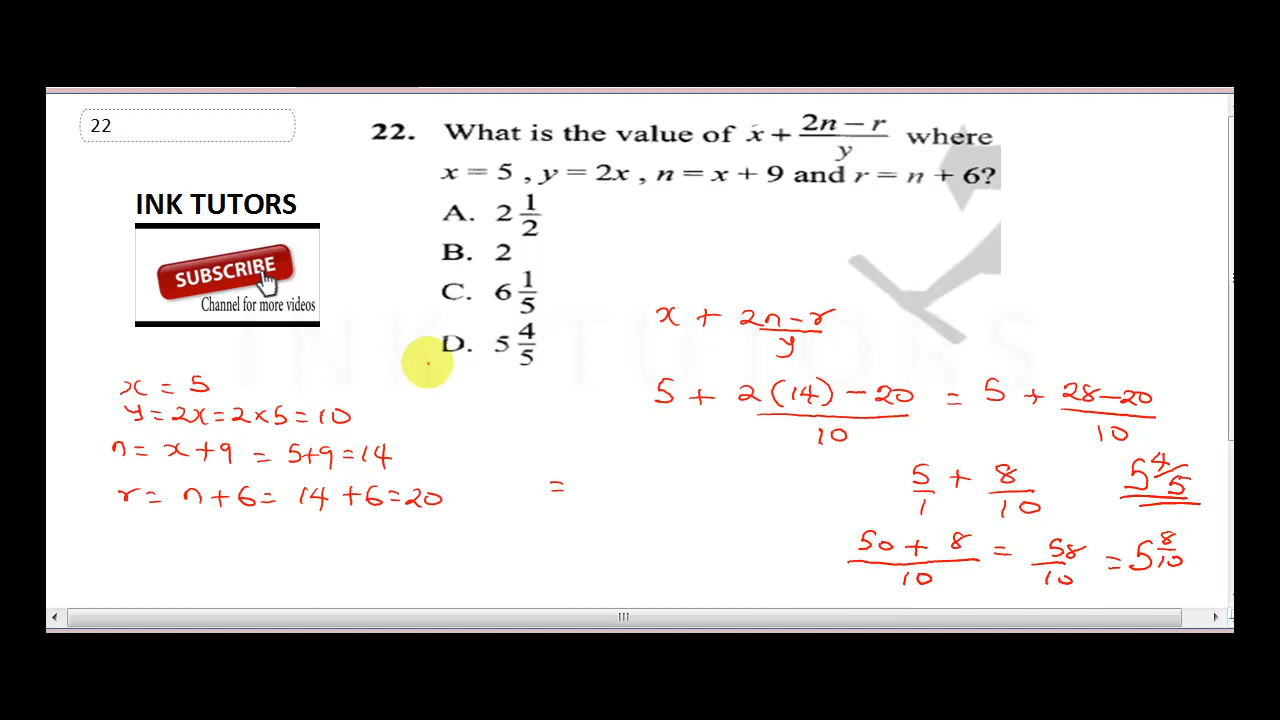 22
22. What is the value of x + (2n – r)/y where
x = 5 , y = 2x , n = x + 9 and r = n + 6?
A. 2 1/2
B. 2
C. 6 1/5
D. 5 4/5
INK TUTORS
SUBSCRIBE
Channel for more videos
INK TUTORS
x = 5
y = 2x = 2 × 5 = 10
n = x + 9 = 5 + 9 = 14
r = n + 6 = 14 + 6 = 20
x + (2n – r)/y
5 + (2(14) – 20)/10 = 5 + (28 – 20)/10
= 5/1 + 8/10
(50 + 8)/10 = 58/10 = 5 8/10
5 4/5